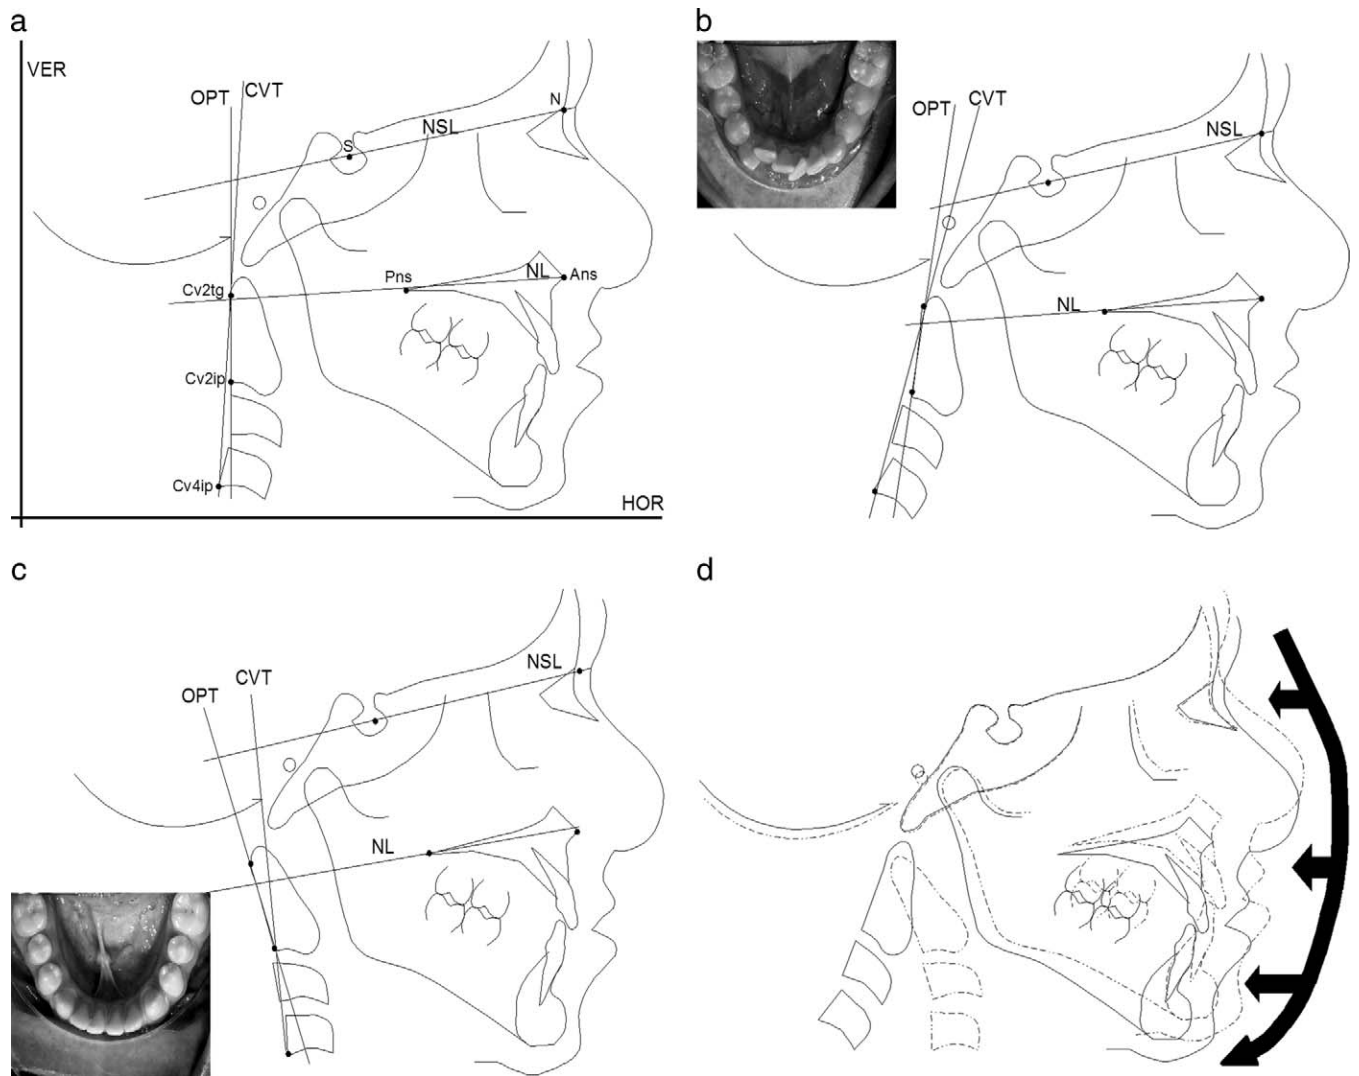 a
VER
OPT
CVT
N
NSL
S
Cv2tg
Pns
NL
Ans
Cv2ip
Cv4ip
HOR
b
OPT
CVT
NSL
NL
c
OPT
CVT
NSL
NL
d